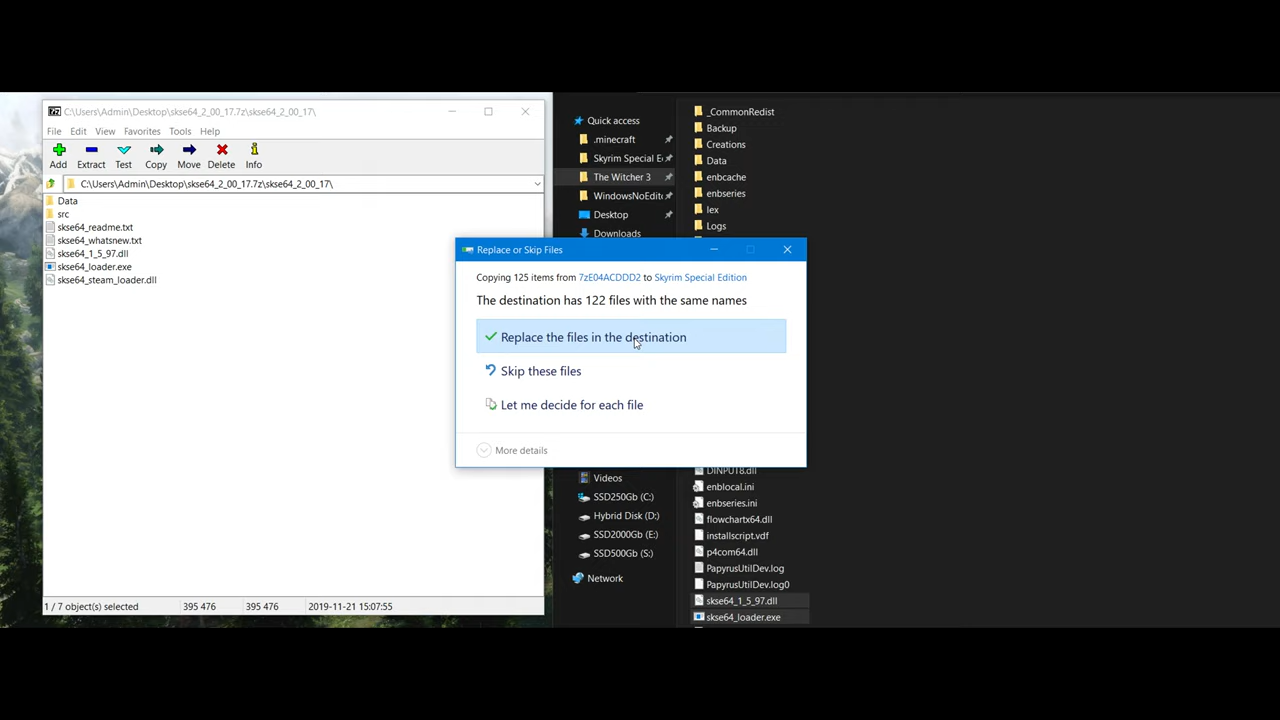 C:\Users\Admin\Desktop\skse64_2_00_17.7z\skse64_2_00_17\
File Edit View Favorites Tools Help
Add Extract Test Copy Move Delete Info
C:\Users\Admin\Desktop\skse64_2_00_17.7z\skse64_2_00_17\
Data
src
skse64_readme.txt
skse64_whatsnew.txt
skse64_1_5_97.dll
skse64_loader.exe
skse64_steam_loader.dll
1 / 7 object(s) selected 395 476 395 476 2019-11-21 15:07:55
Quick access
.minecraft
Skyrim Special E
The Witcher 3
WindowsNoEdit
Desktop
Downloads
Videos
SSD250Gb (C:)
Hybrid Disk (D:)
SSD2000Gb (E:)
SSD500Gb (S:)
Network
_CommonRedist
Backup
Creations
Data
enbcache
enbseries
lex
Logs
DINPUT8.dll
enblocal.ini
enbseries.ini
flowchartx64.dll
installscript.vdf
p4com64.dll
PapyrusUtilDev.log
PapyrusUtilDev.log0
skse64_1_5_97.dll
skse64_loader.exe
Replace or Skip Files
Copying 125 items from 7zE04ACDDD2 to Skyrim Special Edition
The destination has 122 files with the same names
Replace the files in the destination
Skip these files
Let me decide for each file
More details